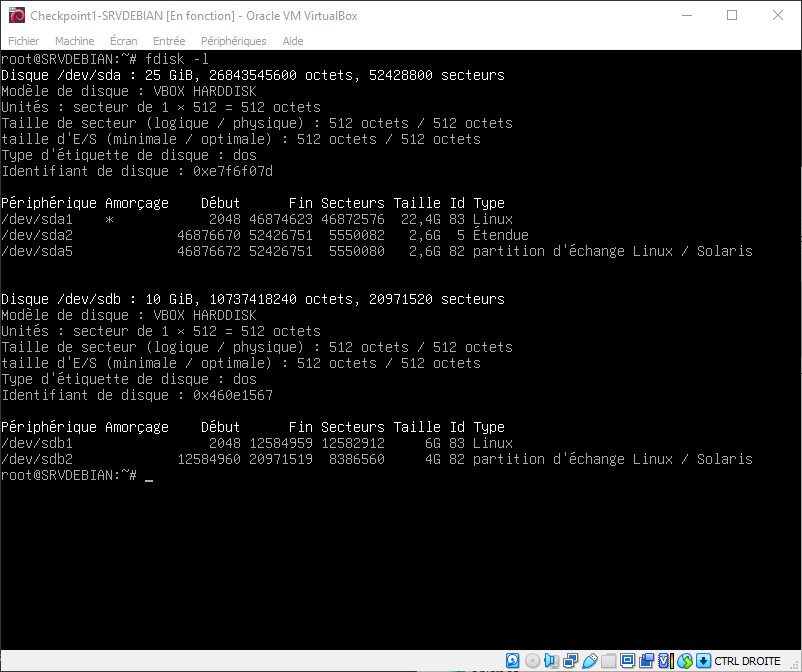 Checkpoint1-SRVDEBIAN [En fonction] - Oracle VM VirtualBox
Fichier Machine Écran Entrée Périphériques Aide
root@SRVDEBIAN:~# fdisk -l
Disque /dev/sda : 25 GiB, 26843545600 octets, 52428800 secteurs
Modèle de disque : VBOX HARDDISK
Unités : secteur de 1 × 512 = 512 octets
Taille de secteur (logique / physique) : 512 octets / 512 octets
taille d'E/S (minimale / optimale) : 512 octets / 512 octets
Type d'étiquette de disque : dos
Identifiant de disque : 0xe7f6f07d
Périphérique Amorçage Début Fin Secteurs Taille Id Type
/dev/sda1 * 2048 46874623 46872576 22,4G 83 Linux
/dev/sda2 46876670 52426751 5550082 2,6G 5 Étendue
/dev/sda5 46876672 52426751 5550080 2,6G 82 partition d'échange Linux / Solaris
Disque /dev/sdb : 10 GiB, 10737418240 octets, 20971520 secteurs
Modèle de disque : VBOX HARDDISK
Unités : secteur de 1 × 512 = 512 octets
Taille de secteur (logique / physique) : 512 octets / 512 octets
taille d'E/S (minimale / optimale) : 512 octets / 512 octets
Type d'étiquette de disque : dos
Identifiant de disque : 0x460e1567
Périphérique Amorçage Début Fin Secteurs Taille Id Type
/dev/sdb1 2048 12584959 12582912 6G 83 Linux
/dev/sdb2 12584960 20971519 8386560 4G 82 partition d'échange Linux / Solaris
root@SRVDEBIAN:~# _
CTRL DROITE